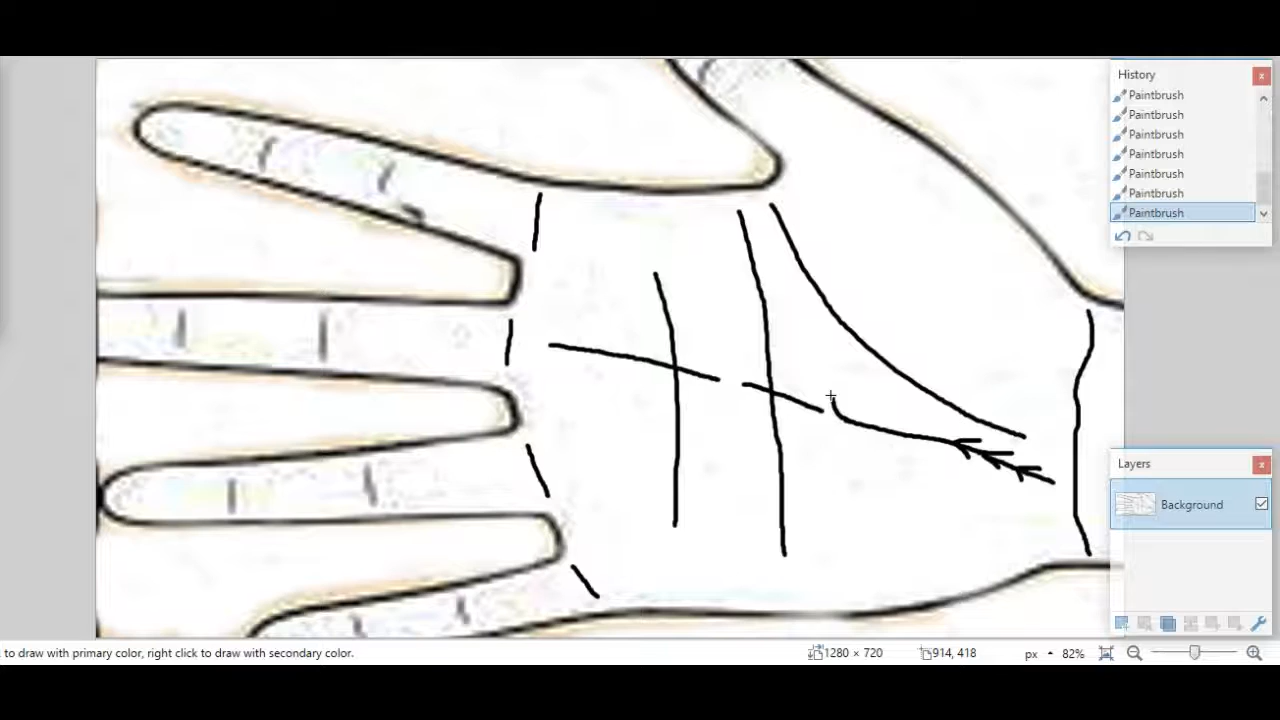 History
Paintbrush
Paintbrush
Paintbrush
Paintbrush
Paintbrush
Paintbrush
Paintbrush
Layers
Background
to draw with primary color, right click to draw with secondary color.
1280 × 720
914, 418
px
82%